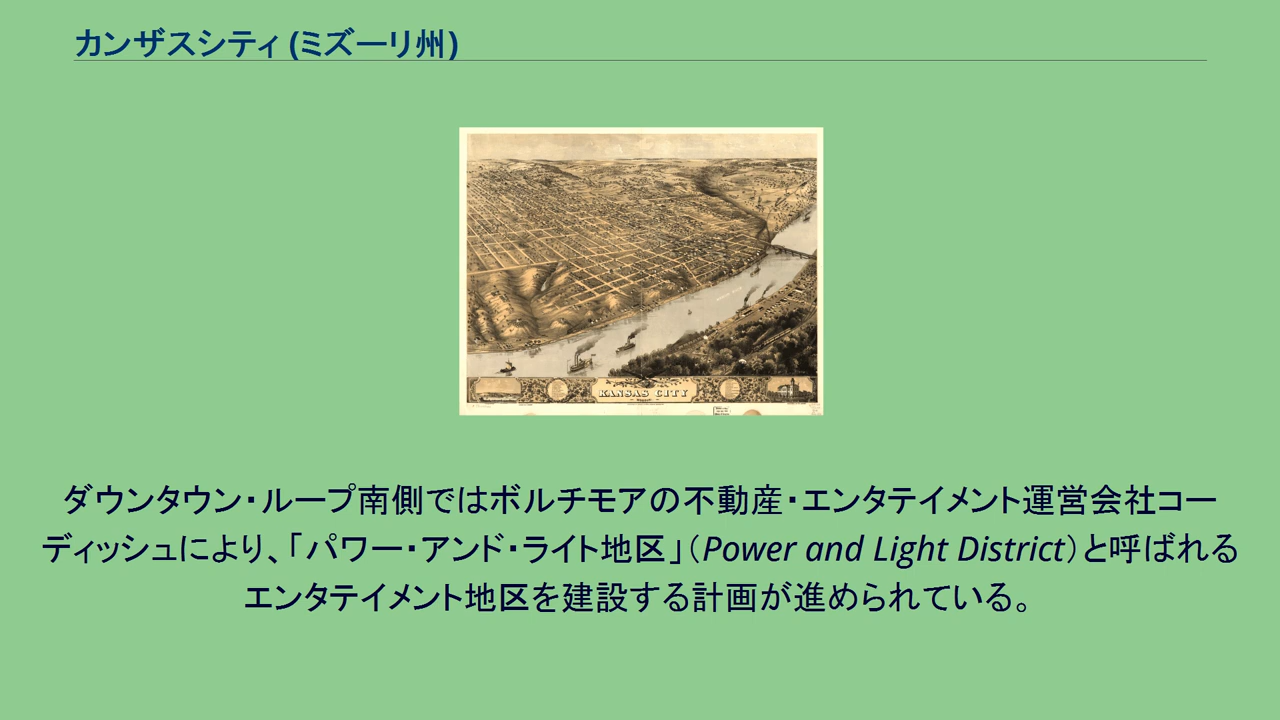 カンザスシティ (ミズーリ州)
KANSAS CITY
ダウンタウン・ループ南側ではボルチモアの不動産・エンタテイメント運営会社コー
ディッシュにより、「パワー・アンド・ライト地区」（Power and Light District）と呼ばれる
エンタテイメント地区を建設する計画が進められている。